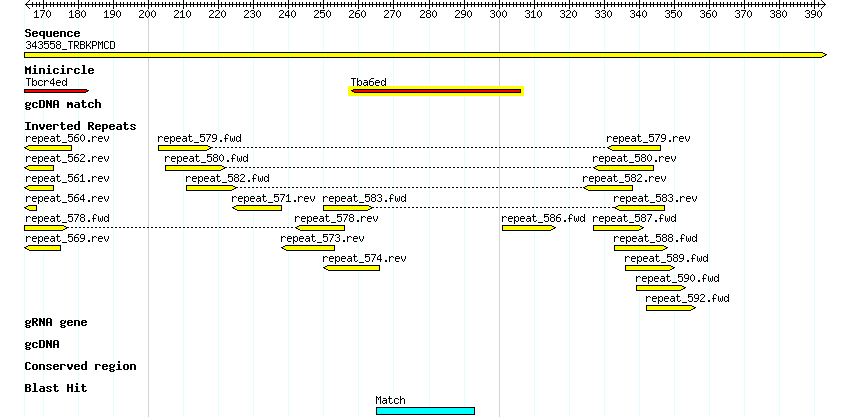 170 180 190 200 210 220 230 240 250 260 270 280 290 300 310 320 330 340 350 360 370 380 390
Sequence
343558_TRBKPMCD
Minicircle
Tbcr4ed Tba6ed
gcDNA match
Inverted Repeats
repeat_560.rev repeat_579.fwd repeat_579.rev
repeat_562.rev repeat_580.fwd repeat_580.rev
repeat_561.rev repeat_582.fwd repeat_582.rev
repeat_564.rev repeat_571.rev repeat_583.fwd repeat_583.rev
repeat_578.fwd repeat_578.rev repeat_586.fwd repeat_587.fwd
repeat_569.rev repeat_573.rev repeat_588.fwd
repeat_574.rev repeat_589.fwd
repeat_590.fwd
repeat_592.fwd
gRNA gene
gcDNA
Conserved region
Blast Hit
Match